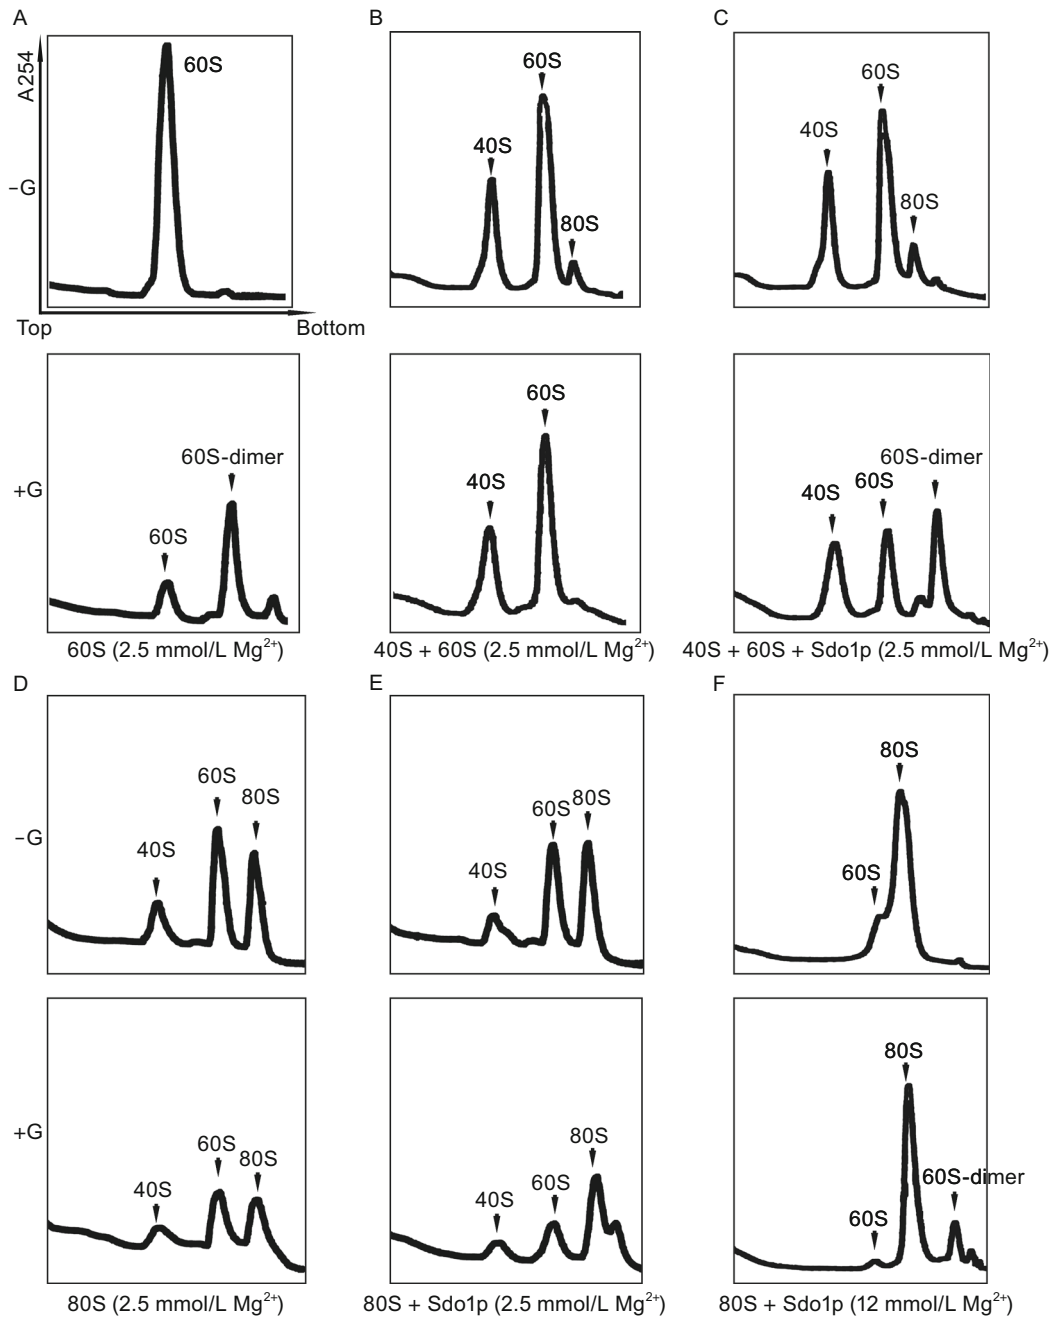 A
B
C
A254
60S
60S
40S
80S
60S
40S
80S
−G
Top
Bottom
60S-dimer
60S
60S
40S
60S-dimer
60S
40S
+G
60S (2.5 mmol/L Mg²⁺)
40S + 60S (2.5 mmol/L Mg²⁺)
40S + 60S + Sdo1p (2.5 mmol/L Mg²⁺)
D
E
F
60S
80S
40S
60S
80S
40S
80S
60S
−G
60S
80S
40S
80S
60S
40S
80S
60S-dimer
60S
+G
80S (2.5 mmol/L Mg²⁺)
80S + Sdo1p (2.5 mmol/L Mg²⁺)
80S + Sdo1p (12 mmol/L Mg²⁺)